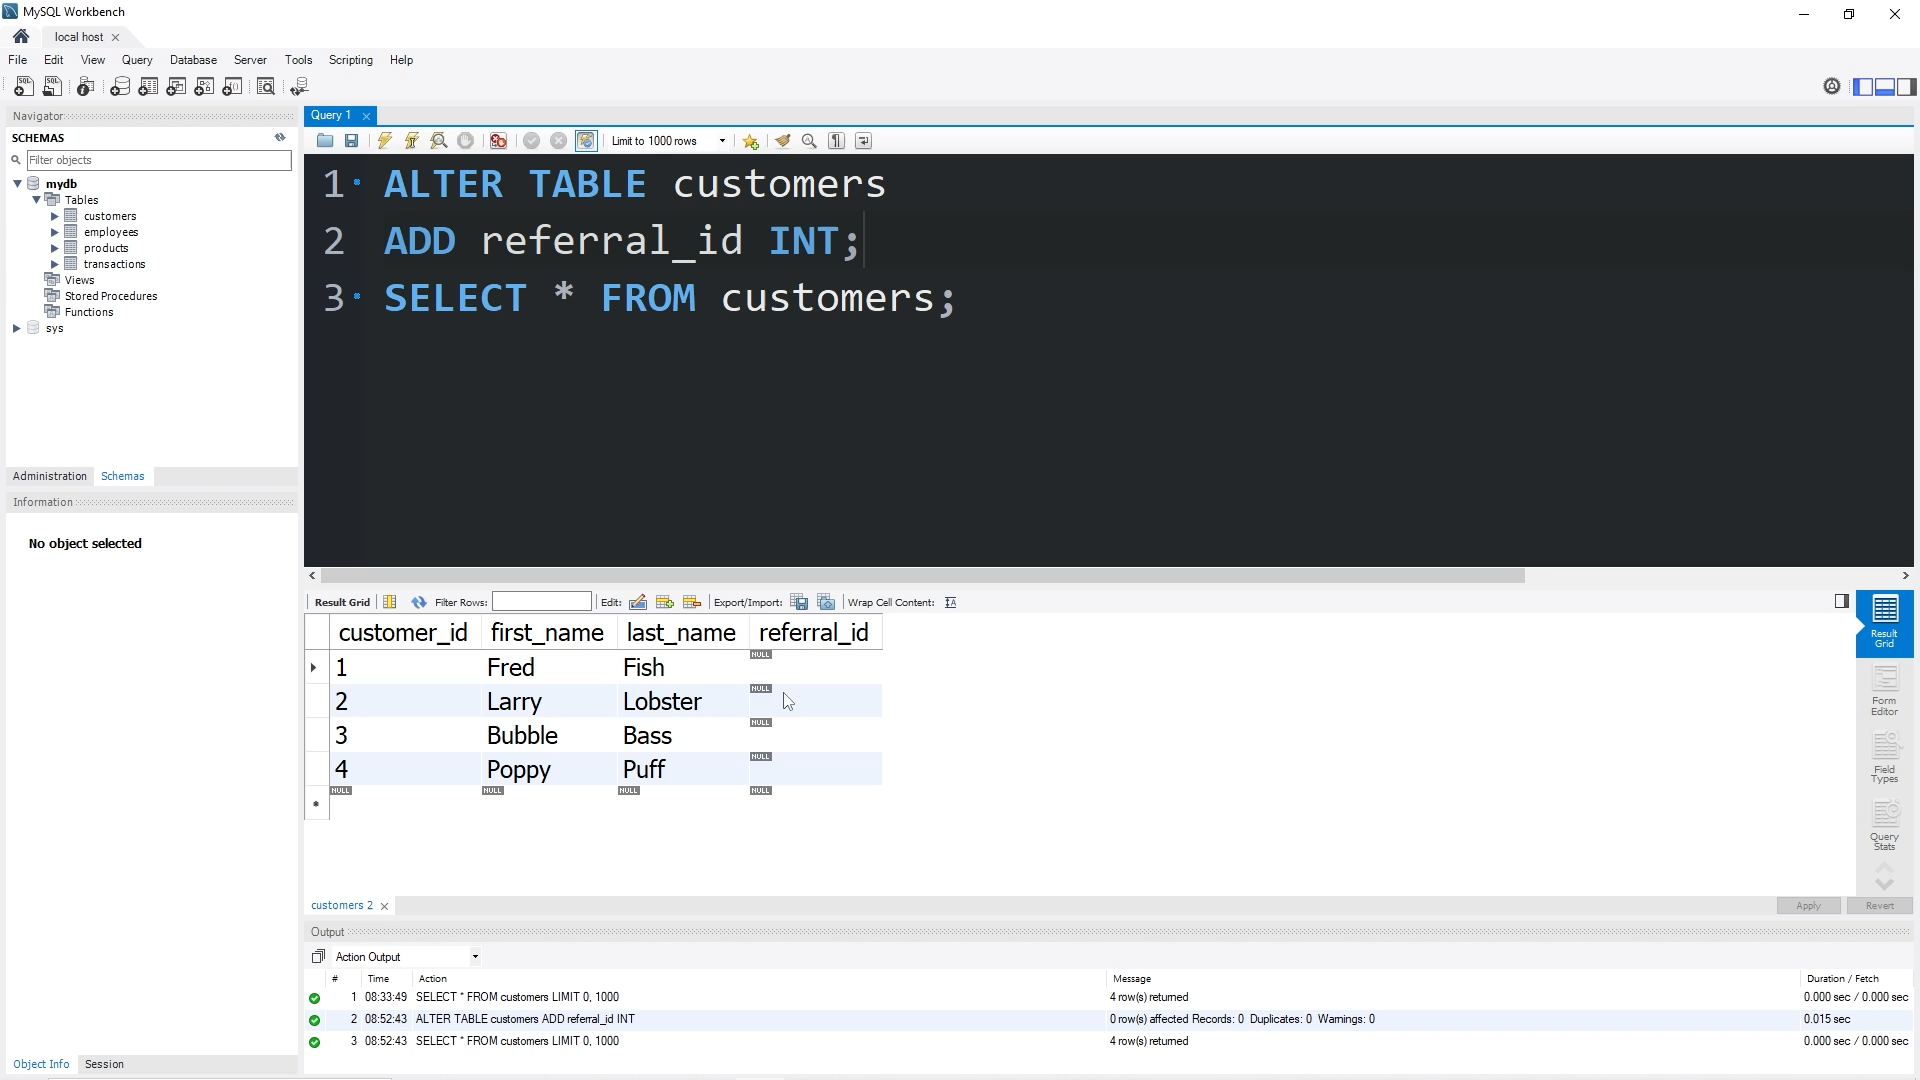 MySQL Workbench
local host
File Edit View Query Database Server Tools Scripting Help
Navigator
SCHEMAS
Filter objects
mydb
Tables
customers
employees
products
transactions
Views
Stored Procedures
Functions
sys
Administration Schemas
Information
No object selected
Object Info Session
Query 1
Limit to 1000 rows
1 ALTER TABLE customers
2 ADD referral_id INT;
3 SELECT * FROM customers;
Result Grid Filter Rows: Edit: Export/Import: Wrap Cell Content:
customer_id first_name last_name referral_id
1 Fred Fish NULL
2 Larry Lobster NULL
3 Bubble Bass NULL
4 Poppy Puff NULL
NULL NULL NULL NULL
Result Grid
Form Editor
Field Types
Query Stats
customers 2
Apply Revert
Output
Action Output
# Time Action Message Duration / Fetch
1 08:33:49 SELECT * FROM customers LIMIT 0, 1000 4 row(s) returned 0.000 sec / 0.000 sec
2 08:52:43 ALTER TABLE customers ADD referral_id INT 0 row(s) affected Records: 0 Duplicates: 0 Warnings: 0 0.015 sec
3 08:52:43 SELECT * FROM customers LIMIT 0, 1000 4 row(s) returned 0.000 sec / 0.000 sec